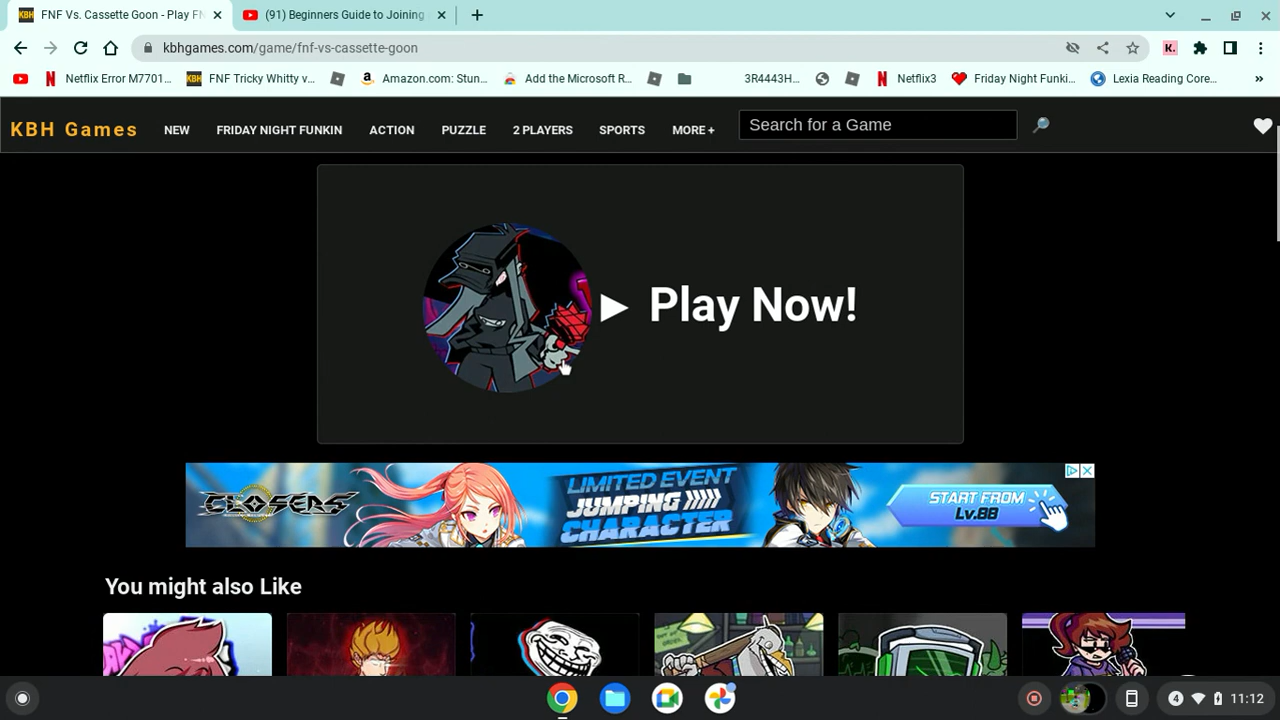 FNF Vs. Cassette Goon - Play FN
(91) Beginners Guide to Joining
kbhgames.com/game/fnf-vs-cassette-goon
K.
Netflix Error M7701...
KBH
FNF Tricky Whitty v...
Amazon.com: Stun...
Add the Microsoft R...
3R4443H...
Netflix3
Friday Night Funki...
Lexia Reading Core...
»
KBH Games
NEW
FRIDAY NIGHT FUNKIN
ACTION
PUZZLE
2 PLAYERS
SPORTS
MORE +
Search for a Game
Play Now!
CLOSERS
LIMITED EVENT
JUMPING
CHARACTER
START FROM
Lv.88
You might also Like
4
11:12